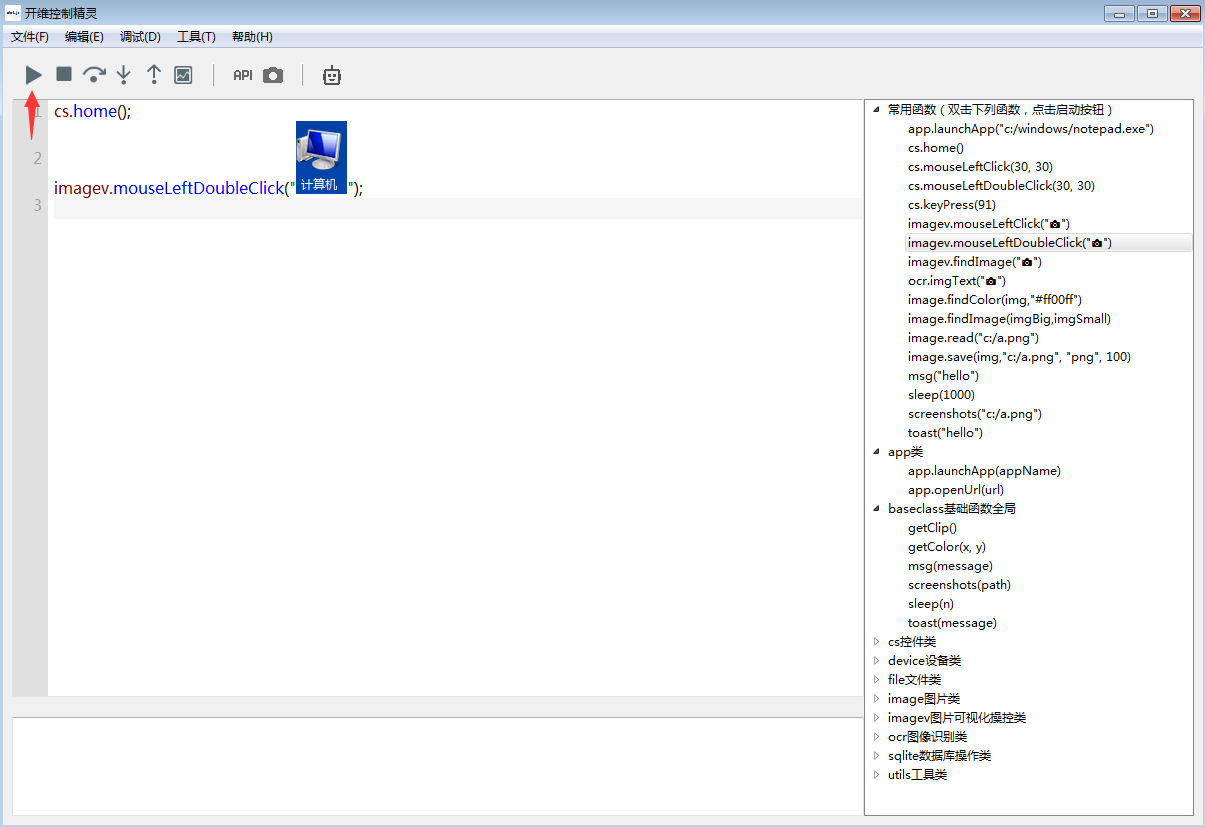 开维控制精灵
文件(F) 编辑(E) 调试(D) 工具(T) 帮助(H)
API
1 cs.home();
2
计算机
imagev.mouseLeftDoubleClick("");
3
常用函数（双击下列函数，点击启动按钮）
app.launchApp("c:/windows/notepad.exe")
cs.home()
cs.mouseLeftClick(30, 30)
cs.mouseLeftDoubleClick(30, 30)
cs.keyPress(91)
imagev.mouseLeftClick("")
imagev.mouseLeftDoubleClick("")
imagev.findImage("")
ocr.imgText("")
image.findColor(img,"#ff00ff")
image.findImage(imgBig,imgSmall)
image.read("c:/a.png")
image.save(img,"c:/a.png", "png", 100)
msg("hello")
sleep(1000)
screenshots("c:/a.png")
toast("hello")
app类
app.launchApp(appName)
app.openUrl(url)
baseclass基础函数全局
getClip()
getColor(x, y)
msg(message)
screenshots(path)
sleep(n)
toast(message)
cs控件类
device设备类
file文件类
image图片类
imagev图片可视化操控类
ocr图像识别类
sqlite数据库操作类
utils工具类